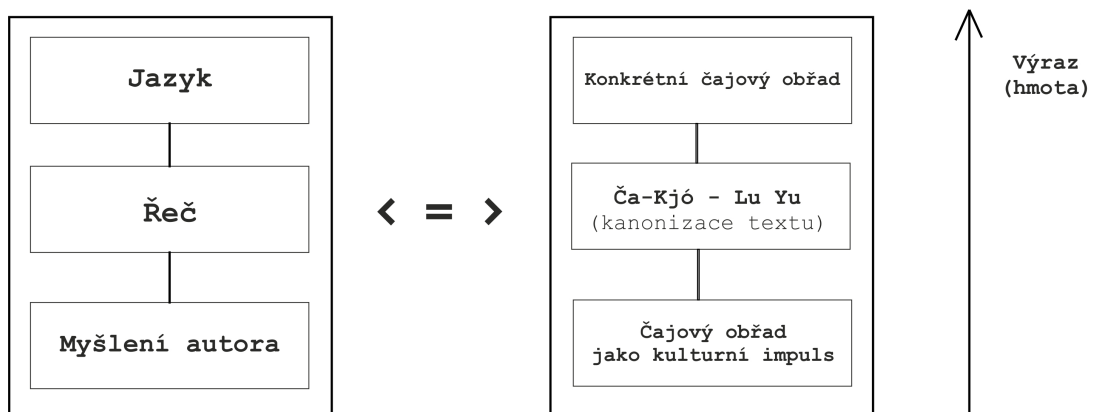 Jazyk
Řeč
Myšlení autora
< = >
Konkrétní čajový obřad
Ča-Kjó - Lu Yu
(kanonizace textu)
Čajový obřad
jako kulturní impuls
Výraz
(hmota)